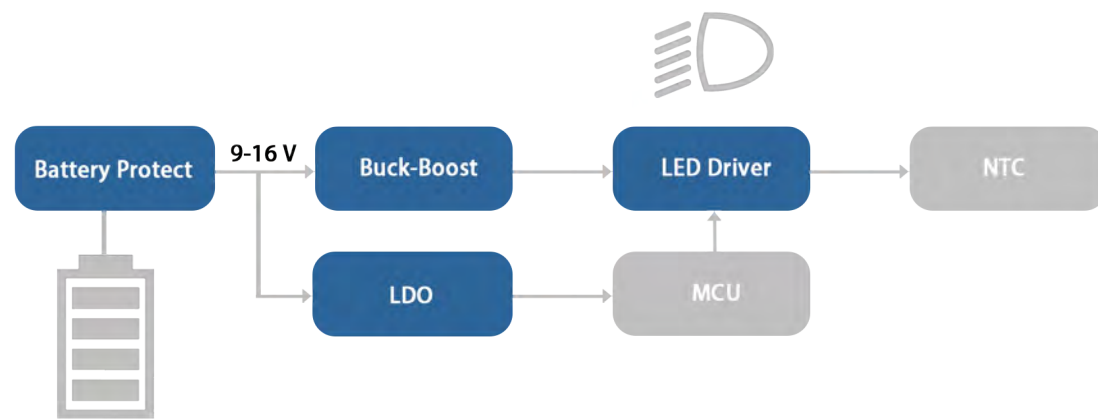 Battery Protect
9-16 V
Buck-Boost
LED Driver
NTC
LDO
MCU